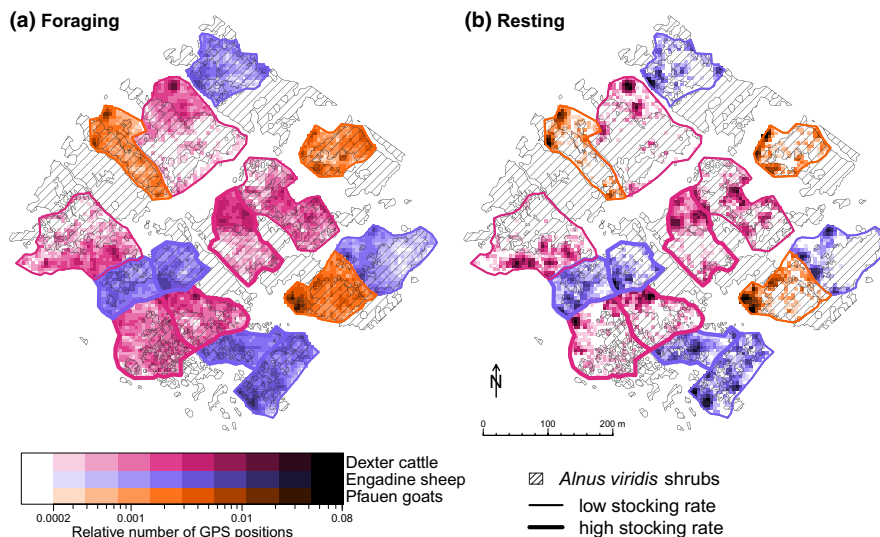 (a) Foraging
(b) Resting
N
0 100 200 m
Dexter cattle
Engadine sheep
Pfauen goats
0.0002 0.001 0.01 0.08
Relative number of GPS positions
Alnus viridis shrubs
low stocking rate
high stocking rate